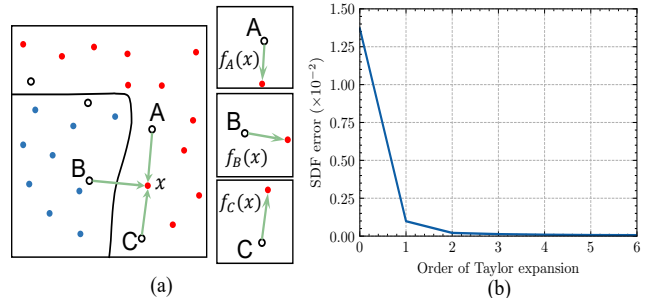 A
B
x
C
f_A(x)
B
f_B(x)
f_C(x)
C
(a)
A
SDF error (×10⁻²)
1.50
1.25
1.00
0.75
0.50
0.25
0.00
0 1 2 3 4 5 6
Order of Taylor expansion
(b)